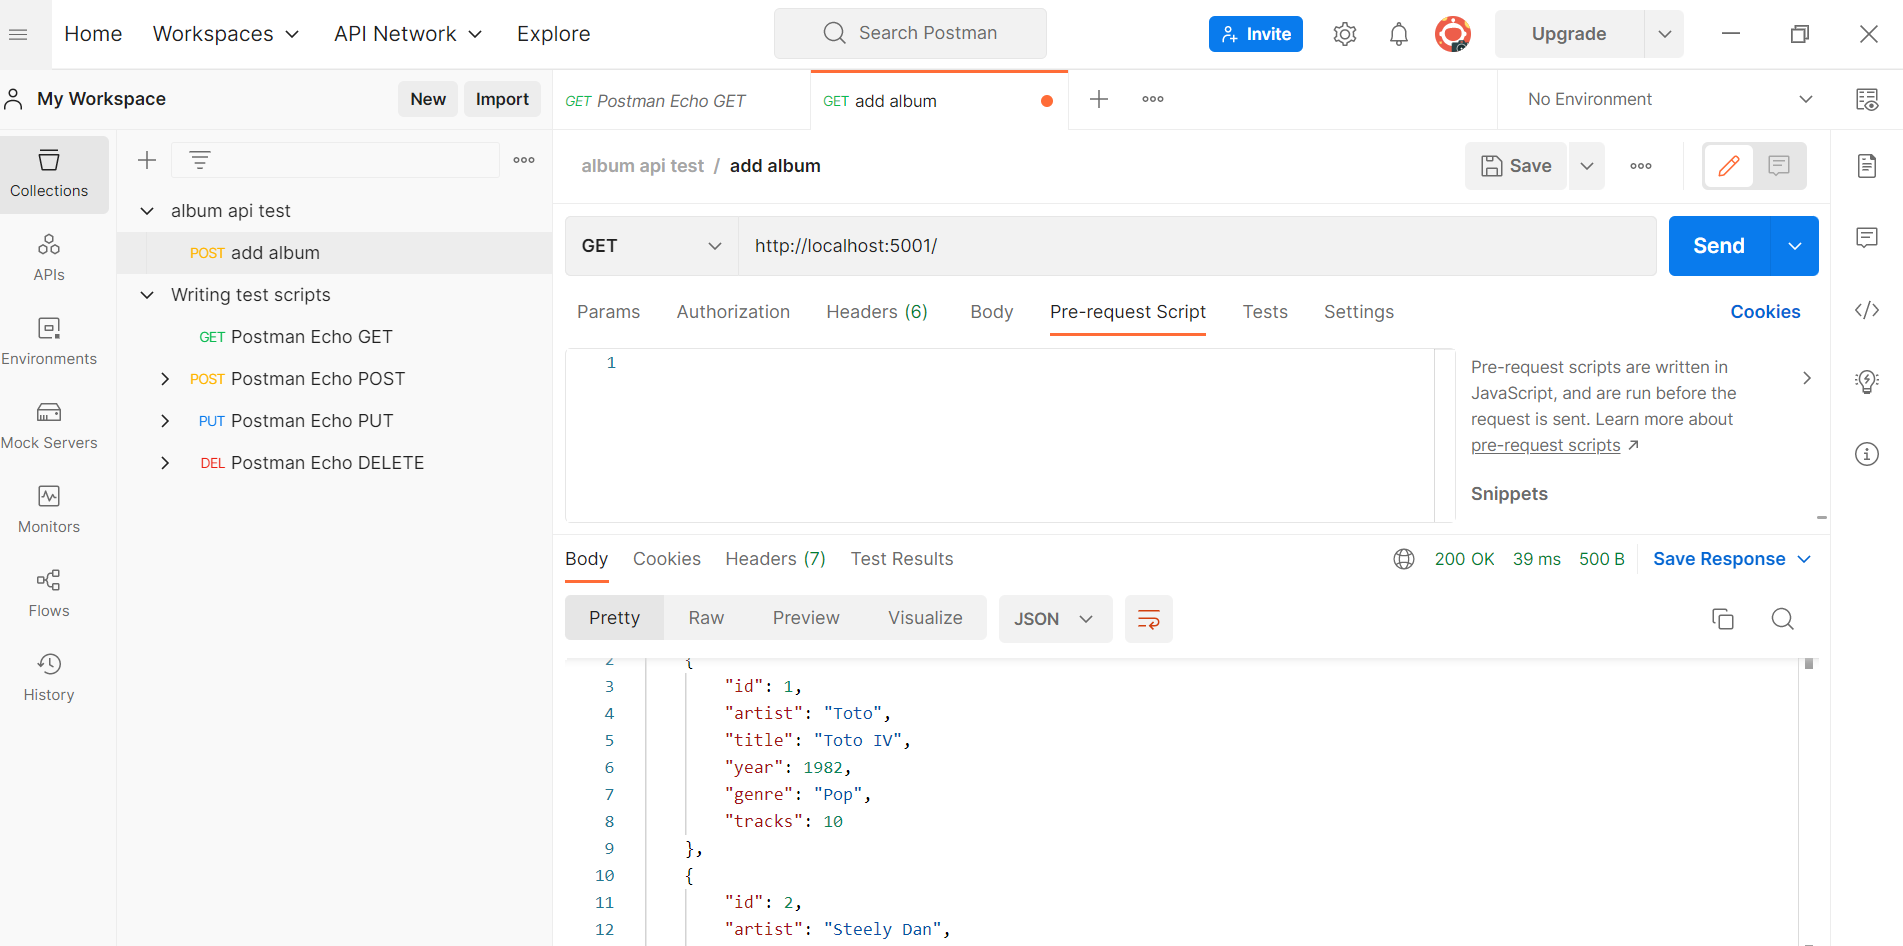 Home Workspaces API Network Explore Search Postman Invite Upgrade
My Workspace New Import GET Postman Echo GET GET add album No Environment
Collections
APIs
Environments
Mock Servers
Monitors
Flows
History
album api test
POST add album
Writing test scripts
GET Postman Echo GET
POST Postman Echo POST
PUT Postman Echo PUT
DEL Postman Echo DELETE
album api test / add album Save
GET http://localhost:5001/ Send
Params Authorization Headers (6) Body Pre-request Script Tests Settings Cookies
1
Pre-request scripts are written in
JavaScript, and are run before the
request is sent. Learn more about
pre-request scripts ↗
Snippets
Body Cookies Headers (7) Test Results 200 OK 39 ms 500 B Save Response
Pretty Raw Preview Visualize JSON
2 {
3 "id": 1,
4 "artist": "Toto",
5 "title": "Toto IV",
6 "year": 1982,
7 "genre": "Pop",
8 "tracks": 10
9 },
10 {
11 "id": 2,
12 "artist": "Steely Dan",